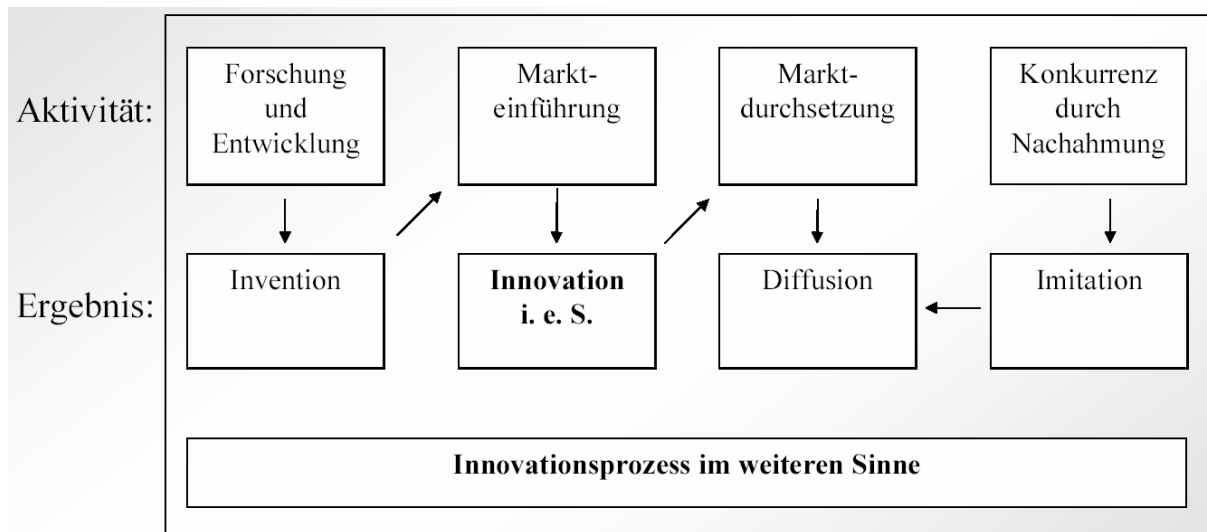 Aktivität:
Forschung
und
Entwicklung
Markt-
einführung
Markt-
durchsetzung
Konkurrenz
durch
Nachahmung
Ergebnis:
Invention
Innovation
i. e. S.
Diffusion
Imitation
Innovationsprozess im weiteren Sinne